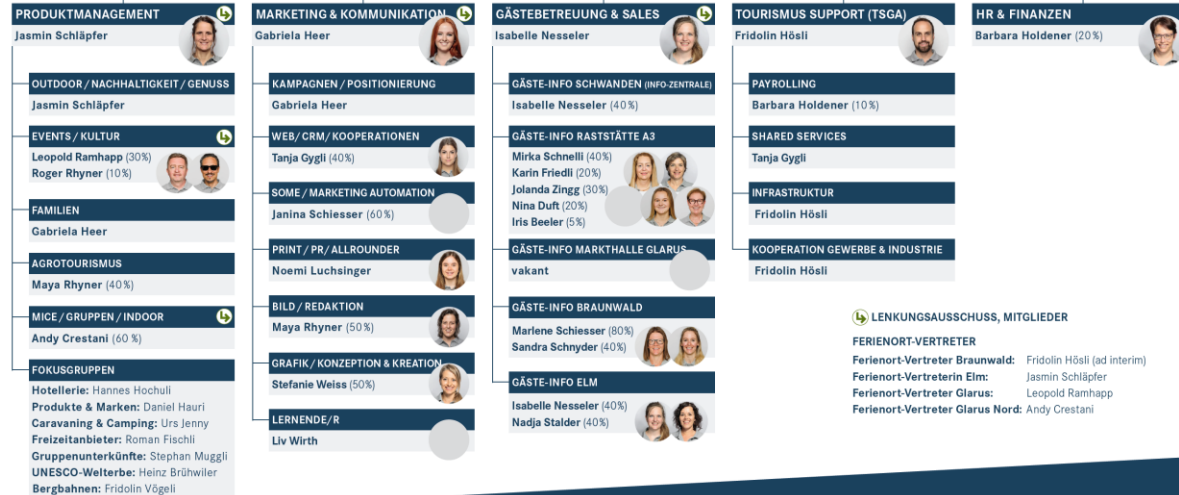 PRODUKTMANAGEMENT
Jasmin Schläpfer
OUTDOOR / NACHHALTIGKEIT / GENUSS
Jasmin Schläpfer
EVENTS / KULTUR
Leopold Ramhapp (30%)
Roger Rhyner (10%)
FAMILIEN
Gabriela Heer
AGROTOURISMUS
Maya Rhyner (40%)
MICE / GRUPPEN / INDOOR
Andy Crestani (60 %)
FOKUSGRUPPEN
Hotellerie: Hannes Hochuli
Produkte & Marken: Daniel Hauri
Caravaning & Camping: Urs Jenny
Freizeitanbieter: Roman Fischli
Gruppenunterkünfte: Stephan Muggli
UNESCO-Welterbe: Heinz Brühwiler
Bergbahnen: Fridolin Vögeli
MARKETING & KOMMUNIKATION
Gabriela Heer
KAMPAGNEN / POSITIONIERUNG
Gabriela Heer
WEB / CRM / KOOPERATIONEN
Tanja Gygli (40%)
SOME / MARKETING AUTOMATION
Janina Schiesser (60%)
PRINT / PR / ALLROUNDER
Noemi Luchsinger
BILD / REDAKTION
Maya Rhyner (50%)
GRAFIK / KONZEPTION & KREATION
Stefanie Weiss (50%)
LERNENDE/R
Liv Wirth
GÄSTEBETREUUNG & SALES
Isabelle Nesseler
GÄSTE-INFO SCHWANDEN (INFO-ZENTRALE)
Isabelle Nesseler (40%)
GÄSTE-INFO RASTSTÄTTE A3
Mirka Schnelli (40%)
Karin Friedli (20%)
Jolanda Zingg (30%)
Nina Duft (20%)
Iris Beeler (5%)
GÄSTE-INFO MARKTHALLE GLARUS
vakant
GÄSTE-INFO BRAUNWALD
Marlene Schiesser (80%)
Sandra Schnyder (40%)
GÄSTE-INFO ELM
Isabelle Nesseler (40%)
Nadja Stalder (40%)
TOURISMUS SUPPORT (TSGA)
Fridolin Hösli
PAYROLLING
Barbara Holdener (10%)
SHARED SERVICES
Tanja Gygli
INFRASTRUKTUR
Fridolin Hösli
KOOPERATION GEWERBE & INDUSTRIE
Fridolin Hösli
HR & FINANZEN
Barbara Holdener (20%)
LENKUNGSAUSSCHUSS, MITGLIEDER
FERIENORT-VERTRETER
Ferienort-Vertreter Braunwald: Fridolin Hösli (ad interim)
Ferienort-Vertreterin Elm: Jasmin Schläpfer
Ferienort-Vertreter Glarus: Leopold Ramhapp
Ferienort-Vertreter Glarus Nord: Andy Crestani